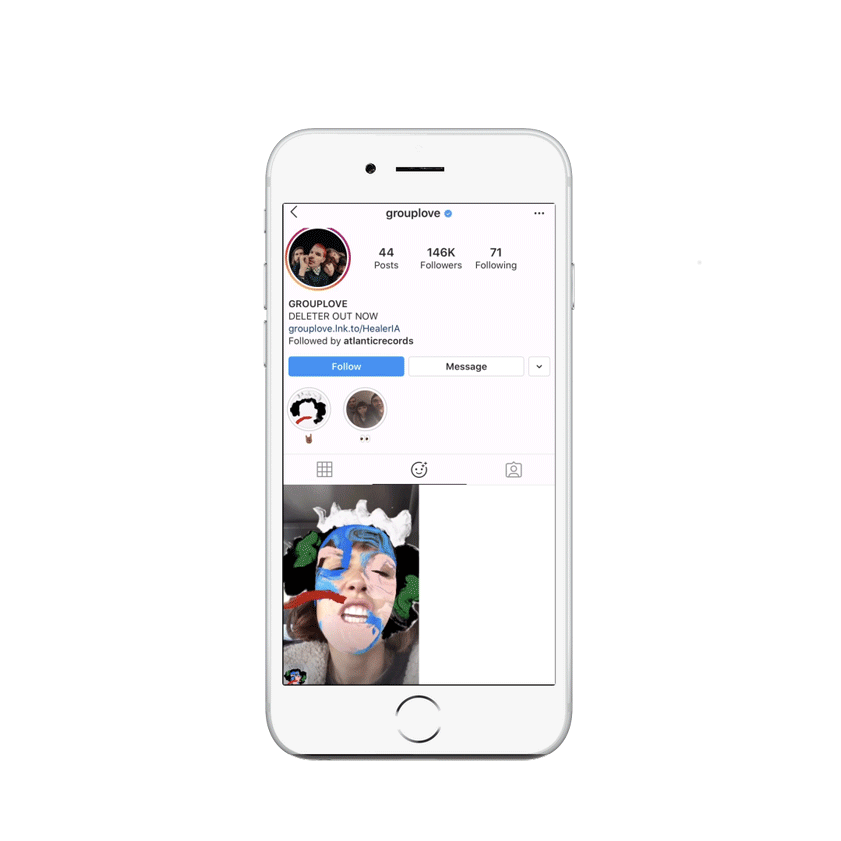 grouplove
44 146K 71
Posts Followers Following
GROUPLOVE
DELETER OUT NOW
grouplove.lnk.to/HealerIA
Followed by atlanticrecords
Follow Message